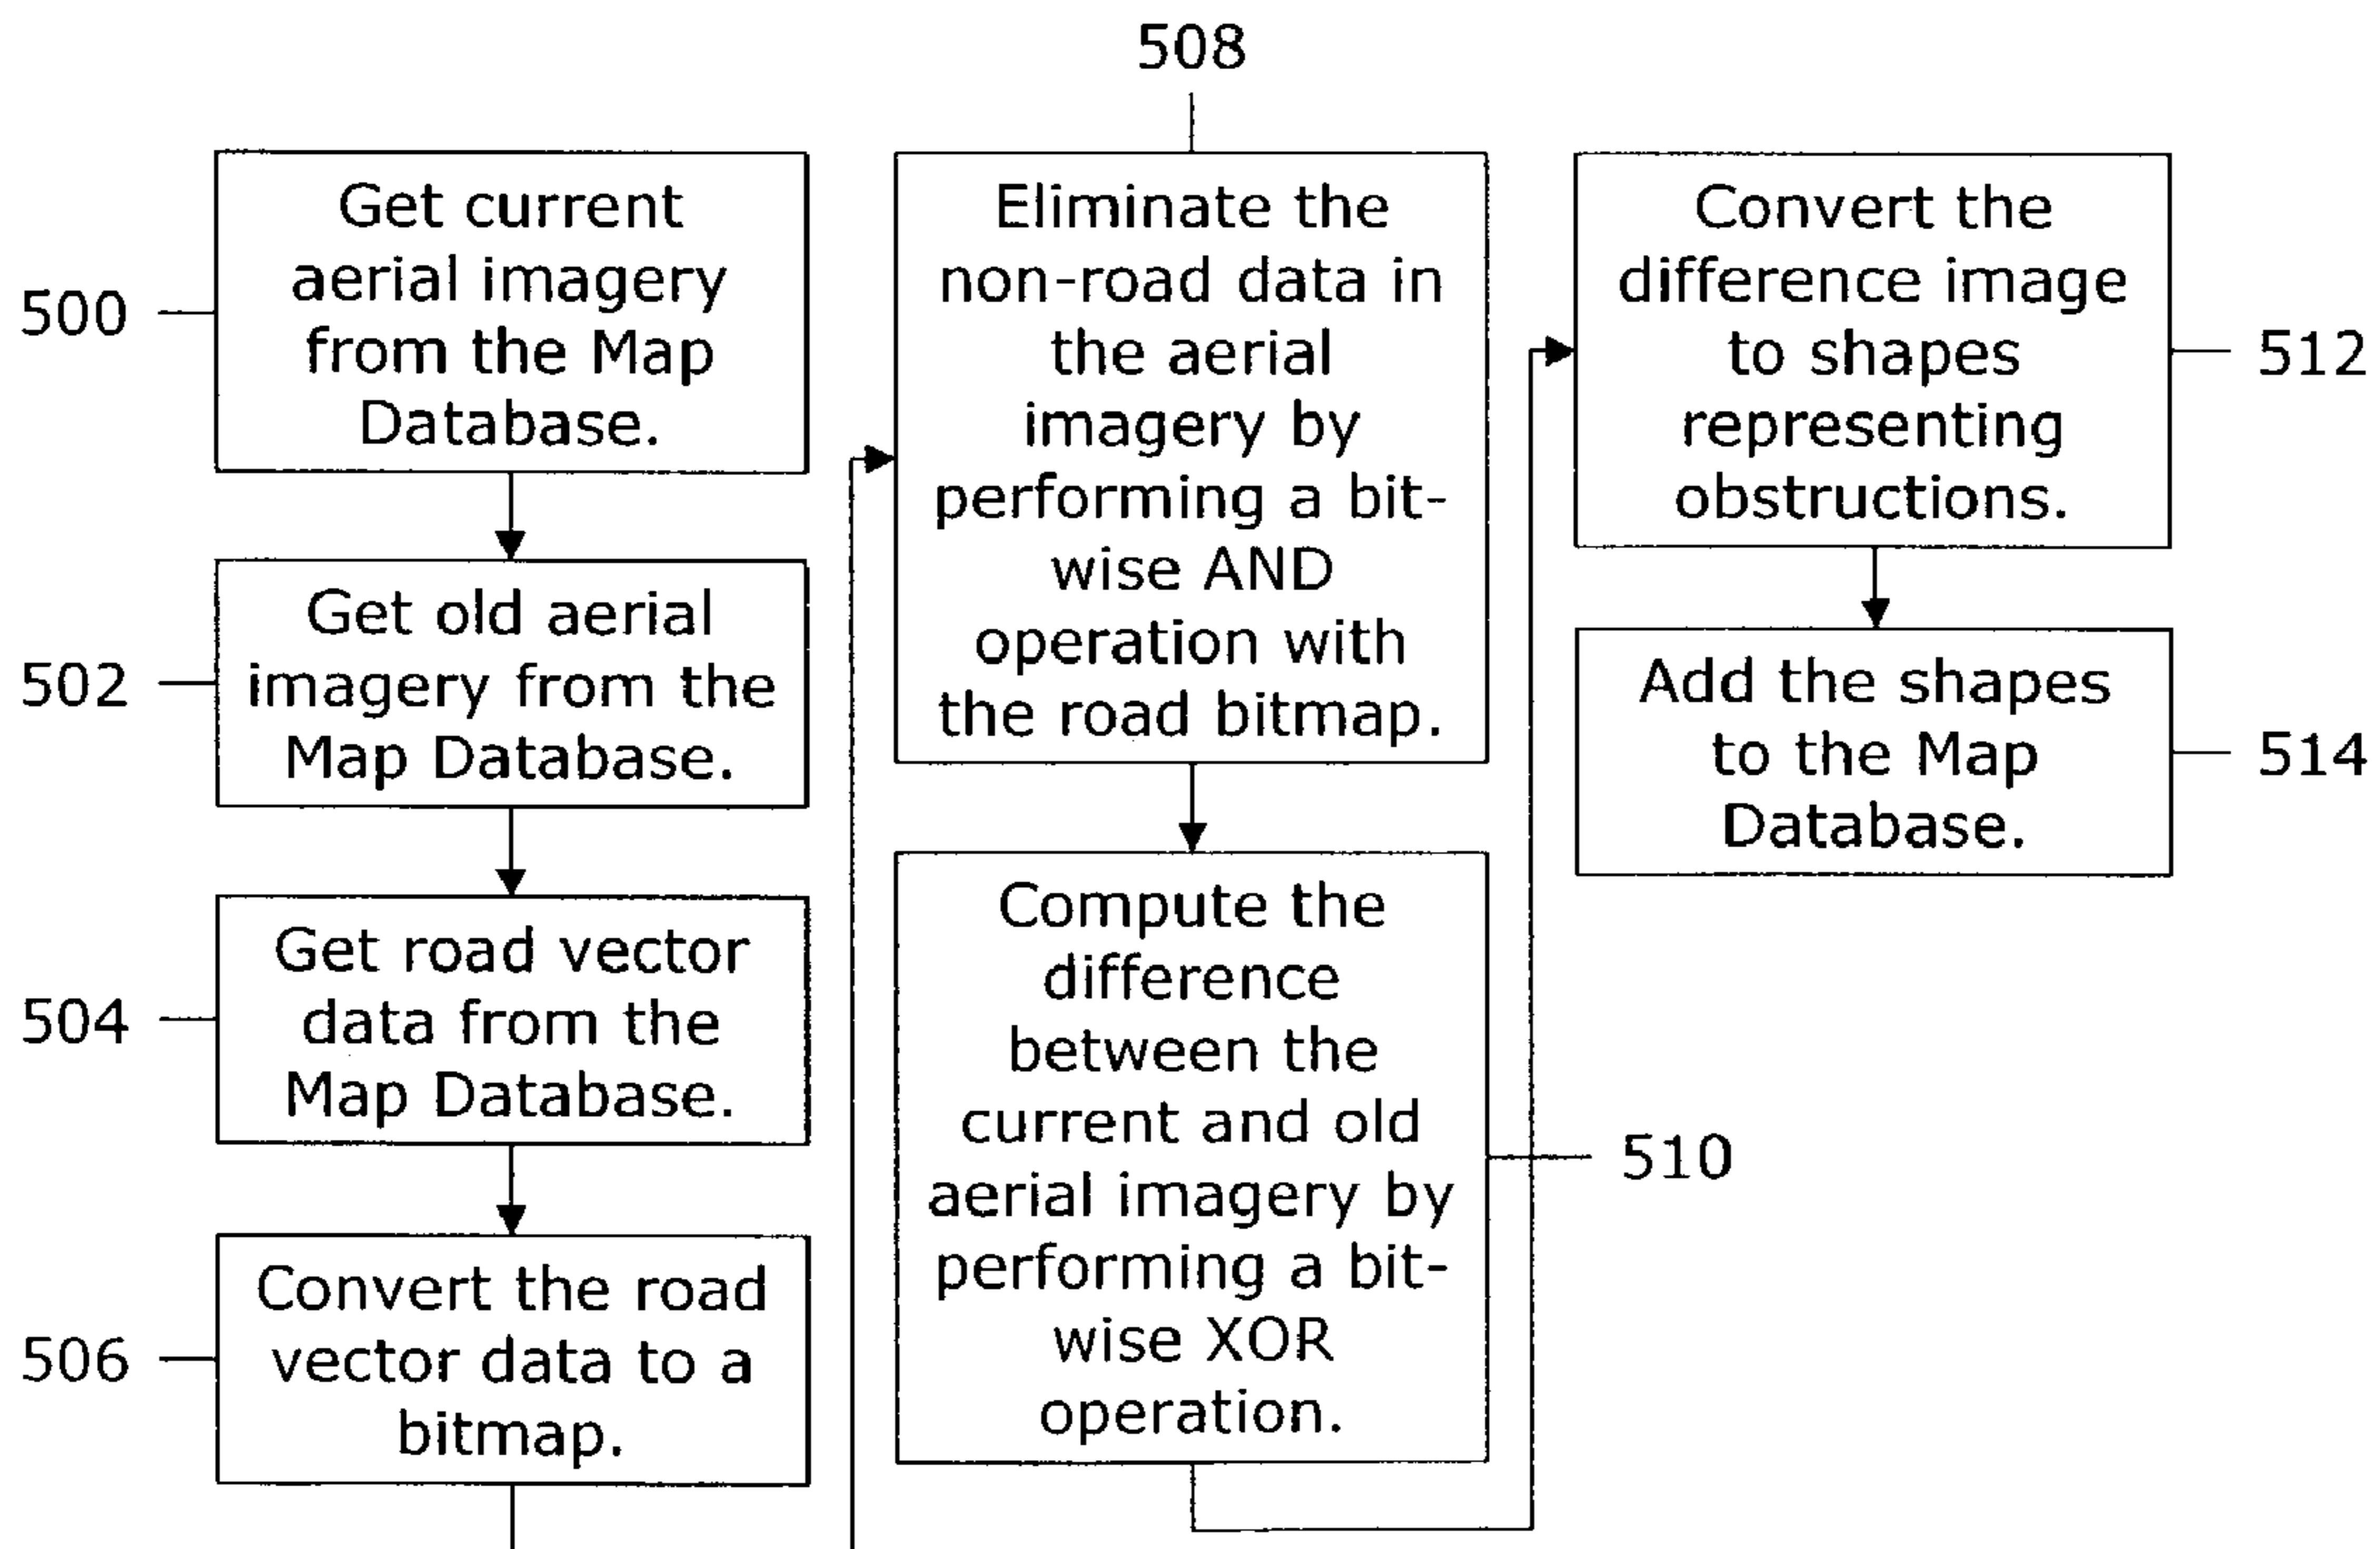 500
Get current
aerial imagery
from the Map
Database.
502
Get old aerial
imagery from the
Map Database.
504
Get road vector
data from the
Map Database.
506
Convert the road
vector data to a
bitmap.
508
Eliminate the
non-road data in
the aerial
imagery by
performing a bit-
wise AND
operation with
the road bitmap.
Compute the
difference
between the
current and old
aerial imagery by
performing a bit-
wise XOR
operation.
510
Convert the
difference image
to shapes
representing
obstructions.
512
Add the shapes
to the Map
Database.
514